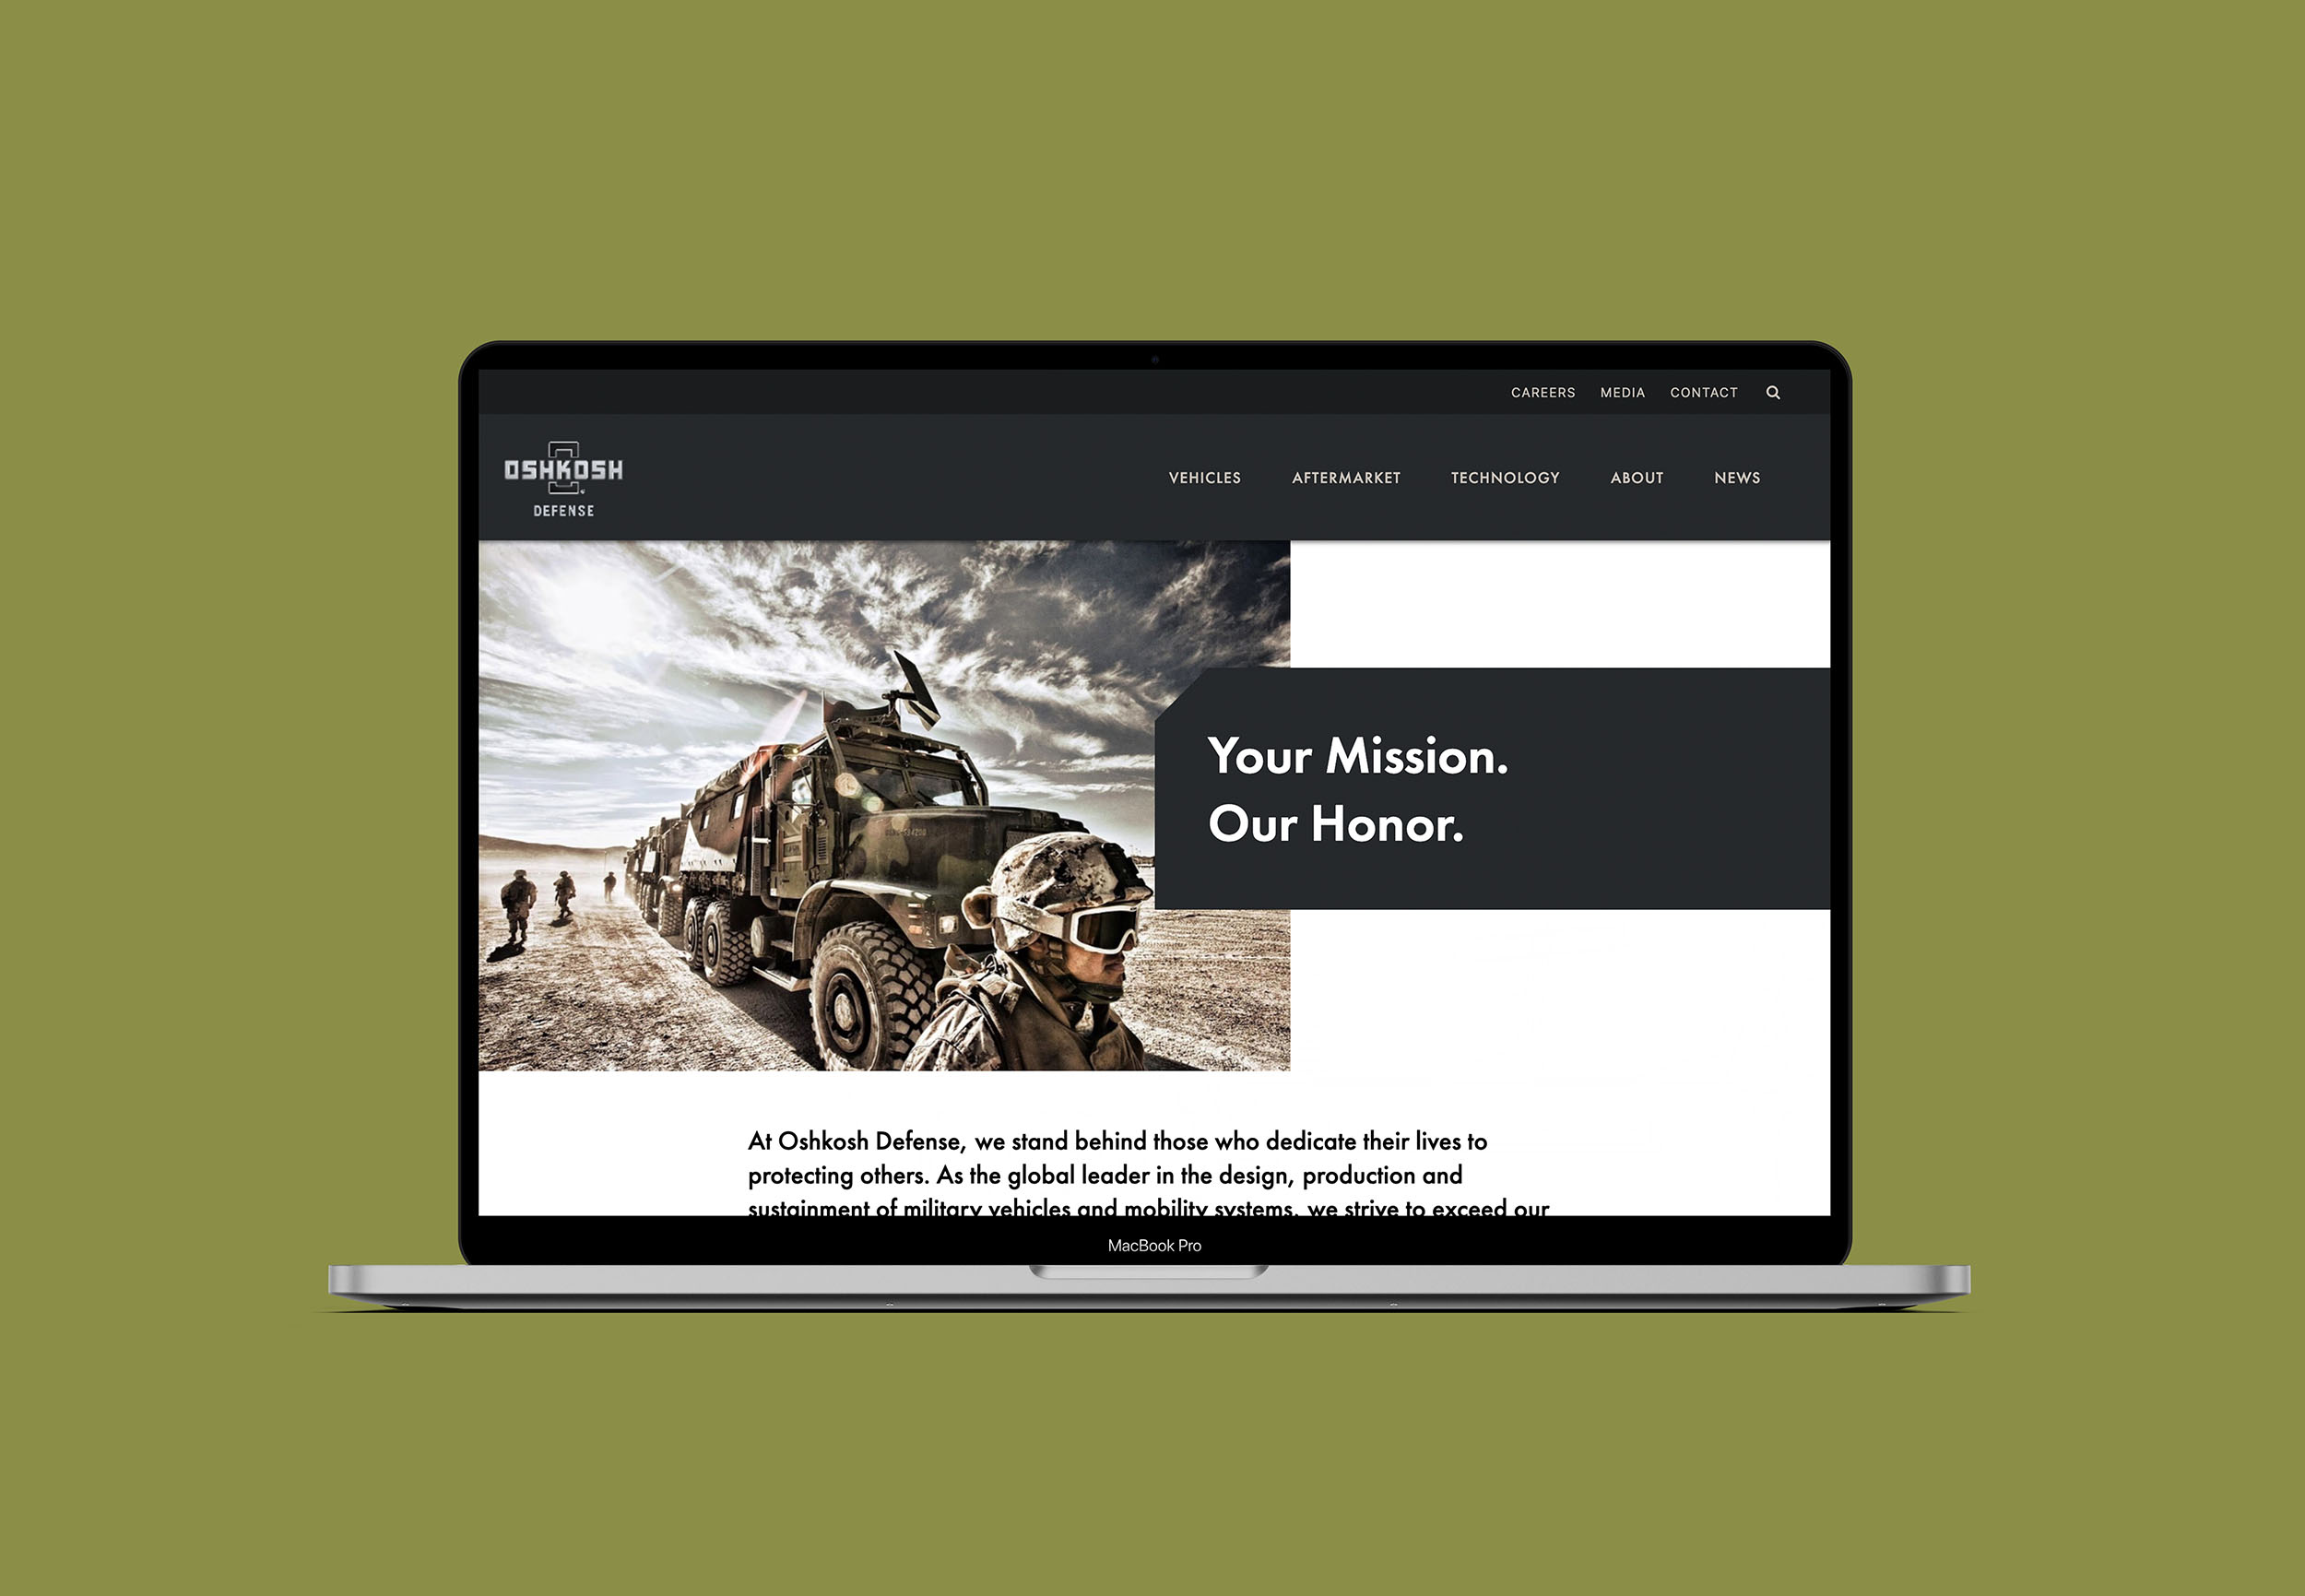 CAREERS MEDIA CONTACT
OSHKOSH
DEFENSE
VEHICLES AFTERMARKET TECHNOLOGY ABOUT NEWS
Your Mission.
Our Honor.
At Oshkosh Defense, we stand behind those who dedicate their lives to
protecting others. As the global leader in the design, production and
sustainment of military vehicles and mobility systems, we strive to exceed our
MacBook Pro